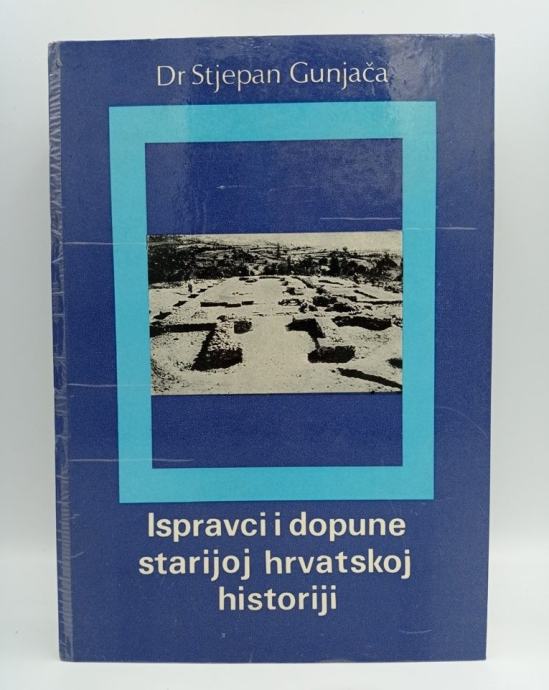 Dr Stjepan Gunjača
Ispravci i dopune
starijoj hrvatskoj
historiji